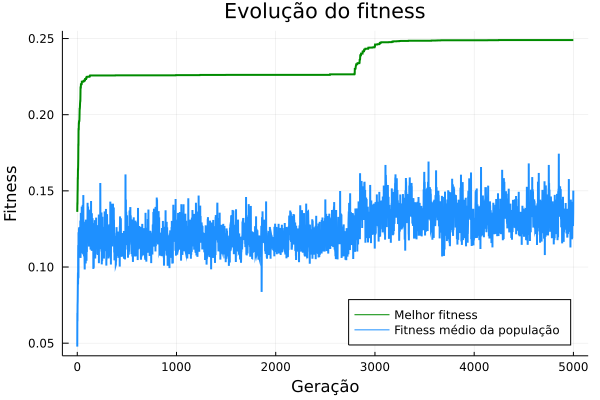 Evolução do fitness
Fitness
0.25
0.20
0.15
0.10
0.05
Melhor fitness
Fitness médio da população
0 1000 2000 3000 4000 5000
Geração